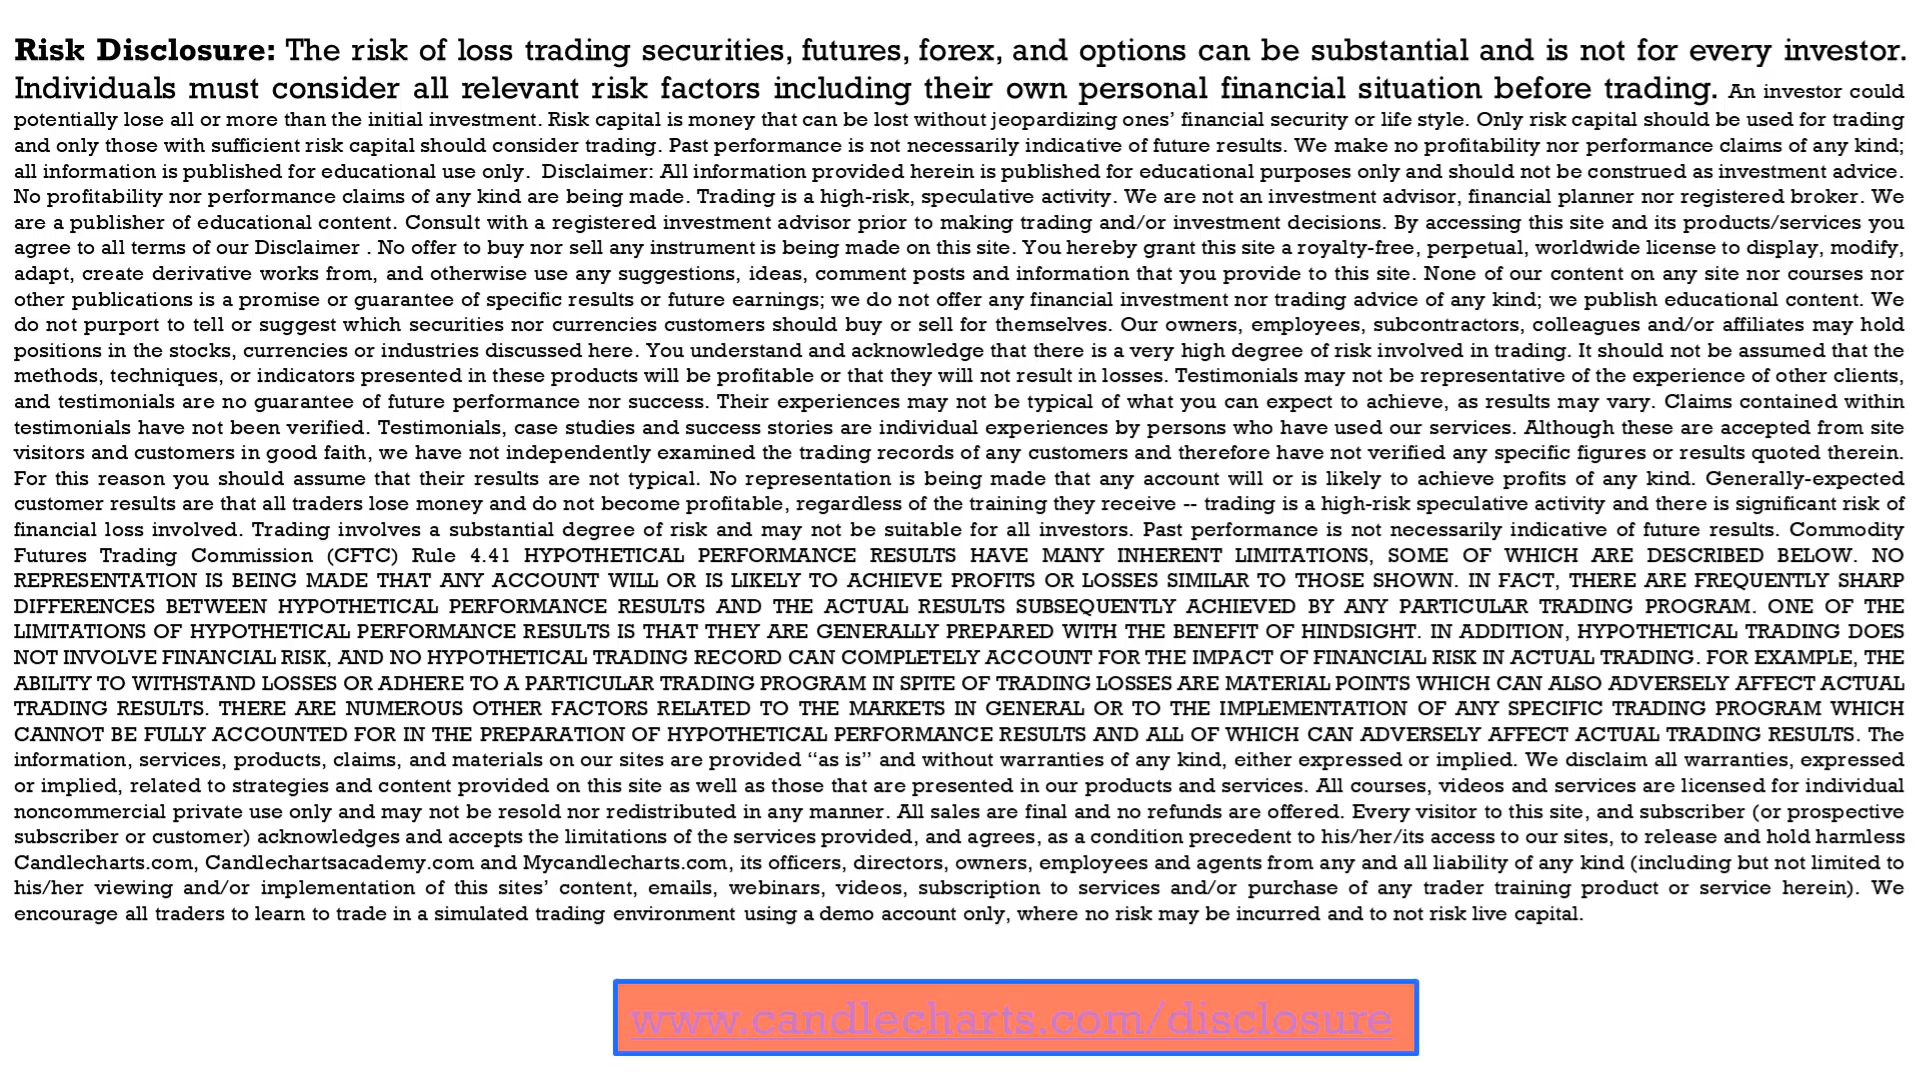 Risk Disclosure: The risk of loss trading securities, futures, forex, and options can be substantial and is not for every investor.
Individuals must consider all relevant risk factors including their own personal financial situation before trading. An investor could
potentially lose all or more than the initial investment. Risk capital is money that can be lost without jeopardizing ones’ financial security or life style. Only risk capital should be used for trading
and only those with sufficient risk capital should consider trading. Past performance is not necessarily indicative of future results. We make no profitability nor performance claims of any kind;
all information is published for educational use only.  Disclaimer: All information provided herein is published for educational purposes only and should not be construed as investment advice.
No profitability nor performance claims of any kind are being made. Trading is a high-risk, speculative activity. We are not an investment advisor, financial planner nor registered broker. We
are a publisher of educational content. Consult with a registered investment advisor prior to making trading and/or investment decisions. By accessing this site and its products/services you
agree to all terms of our Disclaimer . No offer to buy nor sell any instrument is being made on this site. You hereby grant this site a royalty-free, perpetual, worldwide license to display, modify,
adapt, create derivative works from, and otherwise use any suggestions, ideas, comment posts and information that you provide to this site. None of our content on any site nor courses nor
other publications is a promise or guarantee of specific results or future earnings; we do not offer any financial investment nor trading advice of any kind; we publish educational content. We
do not purport to tell or suggest which securities nor currencies customers should buy or sell for themselves. Our owners, employees, subcontractors, colleagues and/or affiliates may hold
positions in the stocks, currencies or industries discussed here. You understand and acknowledge that there is a very high degree of risk involved in trading. It should not be assumed that the
methods, techniques, or indicators presented in these products will be profitable or that they will not result in losses. Testimonials may not be representative of the experience of other clients,
and testimonials are no guarantee of future performance nor success. Their experiences may not be typical of what you can expect to achieve, as results may vary. Claims contained within
testimonials have not been verified. Testimonials, case studies and success stories are individual experiences by persons who have used our services. Although these are accepted from site
visitors and customers in good faith, we have not independently examined the trading records of any customers and therefore have not verified any specific figures or results quoted therein.
For this reason you should assume that their results are not typical. No representation is being made that any account will or is likely to achieve profits of any kind. Generally-expected
customer results are that all traders lose money and do not become profitable, regardless of the training they receive -- trading is a high-risk speculative activity and there is significant risk of
financial loss involved. Trading involves a substantial degree of risk and may not be suitable for all investors. Past performance is not necessarily indicative of future results. Commodity
Futures Trading Commission (CFTC) Rule 4.41 HYPOTHETICAL PERFORMANCE RESULTS HAVE MANY INHERENT LIMITATIONS, SOME OF WHICH ARE DESCRIBED BELOW. NO
REPRESENTATION IS BEING MADE THAT ANY ACCOUNT WILL OR IS LIKELY TO ACHIEVE PROFITS OR LOSSES SIMILAR TO THOSE SHOWN. IN FACT, THERE ARE FREQUENTLY SHARP
DIFFERENCES BETWEEN HYPOTHETICAL PERFORMANCE RESULTS AND THE ACTUAL RESULTS SUBSEQUENTLY ACHIEVED BY ANY PARTICULAR TRADING PROGRAM. ONE OF THE
LIMITATIONS OF HYPOTHETICAL PERFORMANCE RESULTS IS THAT THEY ARE GENERALLY PREPARED WITH THE BENEFIT OF HINDSIGHT. IN ADDITION, HYPOTHETICAL TRADING DOES
NOT INVOLVE FINANCIAL RISK, AND NO HYPOTHETICAL TRADING RECORD CAN COMPLETELY ACCOUNT FOR THE IMPACT OF FINANCIAL RISK IN ACTUAL TRADING. FOR EXAMPLE, THE
ABILITY TO WITHSTAND LOSSES OR ADHERE TO A PARTICULAR TRADING PROGRAM IN SPITE OF TRADING LOSSES ARE MATERIAL POINTS WHICH CAN ALSO ADVERSELY AFFECT ACTUAL
TRADING RESULTS. THERE ARE NUMEROUS OTHER FACTORS RELATED TO THE MARKETS IN GENERAL OR TO THE IMPLEMENTATION OF ANY SPECIFIC TRADING PROGRAM WHICH
CANNOT BE FULLY ACCOUNTED FOR IN THE PREPARATION OF HYPOTHETICAL PERFORMANCE RESULTS AND ALL OF WHICH CAN ADVERSELY AFFECT ACTUAL TRADING RESULTS. The
information, services, products, claims, and materials on our sites are provided “as is” and without warranties of any kind, either expressed or implied. We disclaim all warranties, expressed
or implied, related to strategies and content provided on this site as well as those that are presented in our products and services. All courses, videos and services are licensed for individual
noncommercial private use only and may not be resold nor redistributed in any manner. All sales are final and no refunds are offered. Every visitor to this site, and subscriber (or prospective
subscriber or customer) acknowledges and accepts the limitations of the services provided, and agrees, as a condition precedent to his/her/its access to our sites, to release and hold harmless
Candlecharts.com, Candlechartsacademy.com and Mycandlecharts.com, its officers, directors, owners, employees and agents from any and all liability of any kind (including but not limited to
his/her viewing and/or implementation of this sites’ content, emails, webinars, videos, subscription to services and/or purchase of any trader training product or service herein). We
encourage all traders to learn to trade in a simulated trading environment using a demo account only, where no risk may be incurred and to not risk live capital.
www.candlecharts.com/disclosure